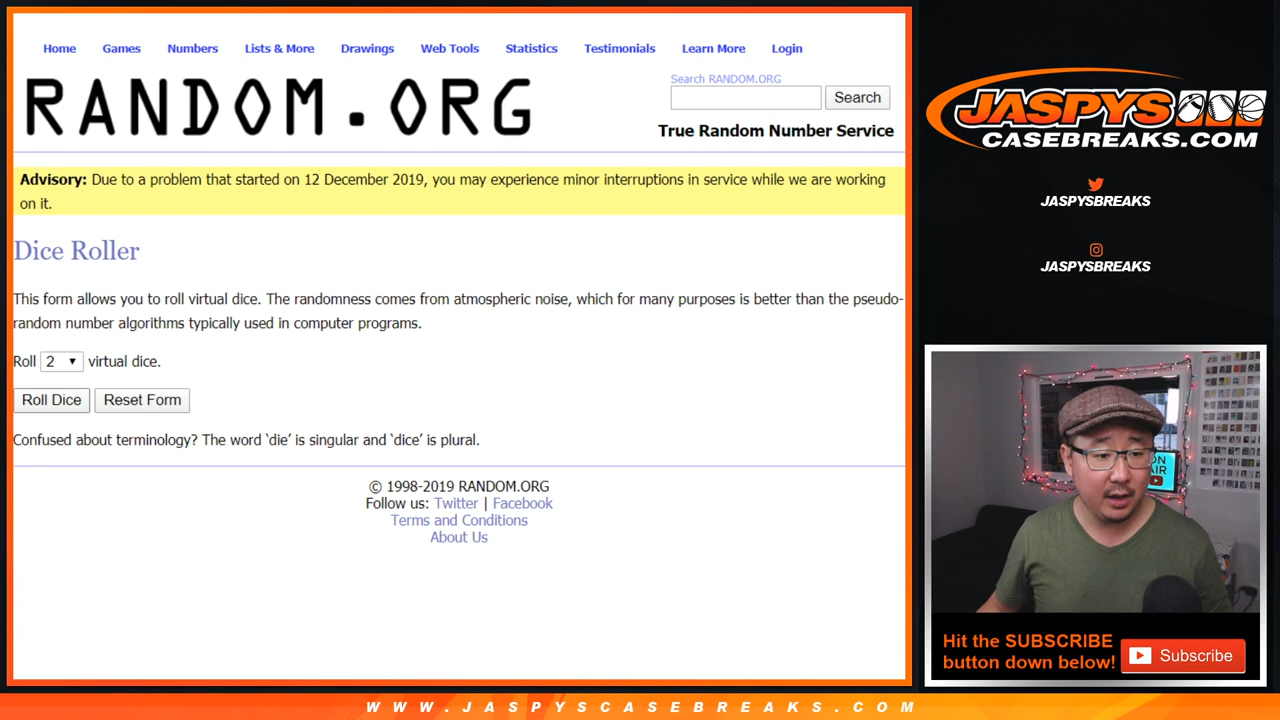 Home Games Numbers Lists & More Drawings Web Tools Statistics Testimonials Learn More Login
RANDOM.ORG
Search RANDOM.ORG
Search
True Random Number Service
Advisory: Due to a problem that started on 12 December 2019, you may experience minor interruptions in service while we are working
on it.
Dice Roller
This form allows you to roll virtual dice. The randomness comes from atmospheric noise, which for many purposes is better than the pseudo-
random number algorithms typically used in computer programs.
Roll 2 virtual dice.
Roll Dice Reset Form
Confused about terminology? The word ‘die’ is singular and ‘dice’ is plural.
© 1998-2019 RANDOM.ORG
Follow us: Twitter | Facebook
Terms and Conditions
About Us
JASPYS
CASEBREAKS.COM
JASPYSBREAKS
JASPYSBREAKS
ON
AIR
Hit the SUBSCRIBE
button down below!
Subscribe
WWW.JASPYSCASEBREAKS.COM